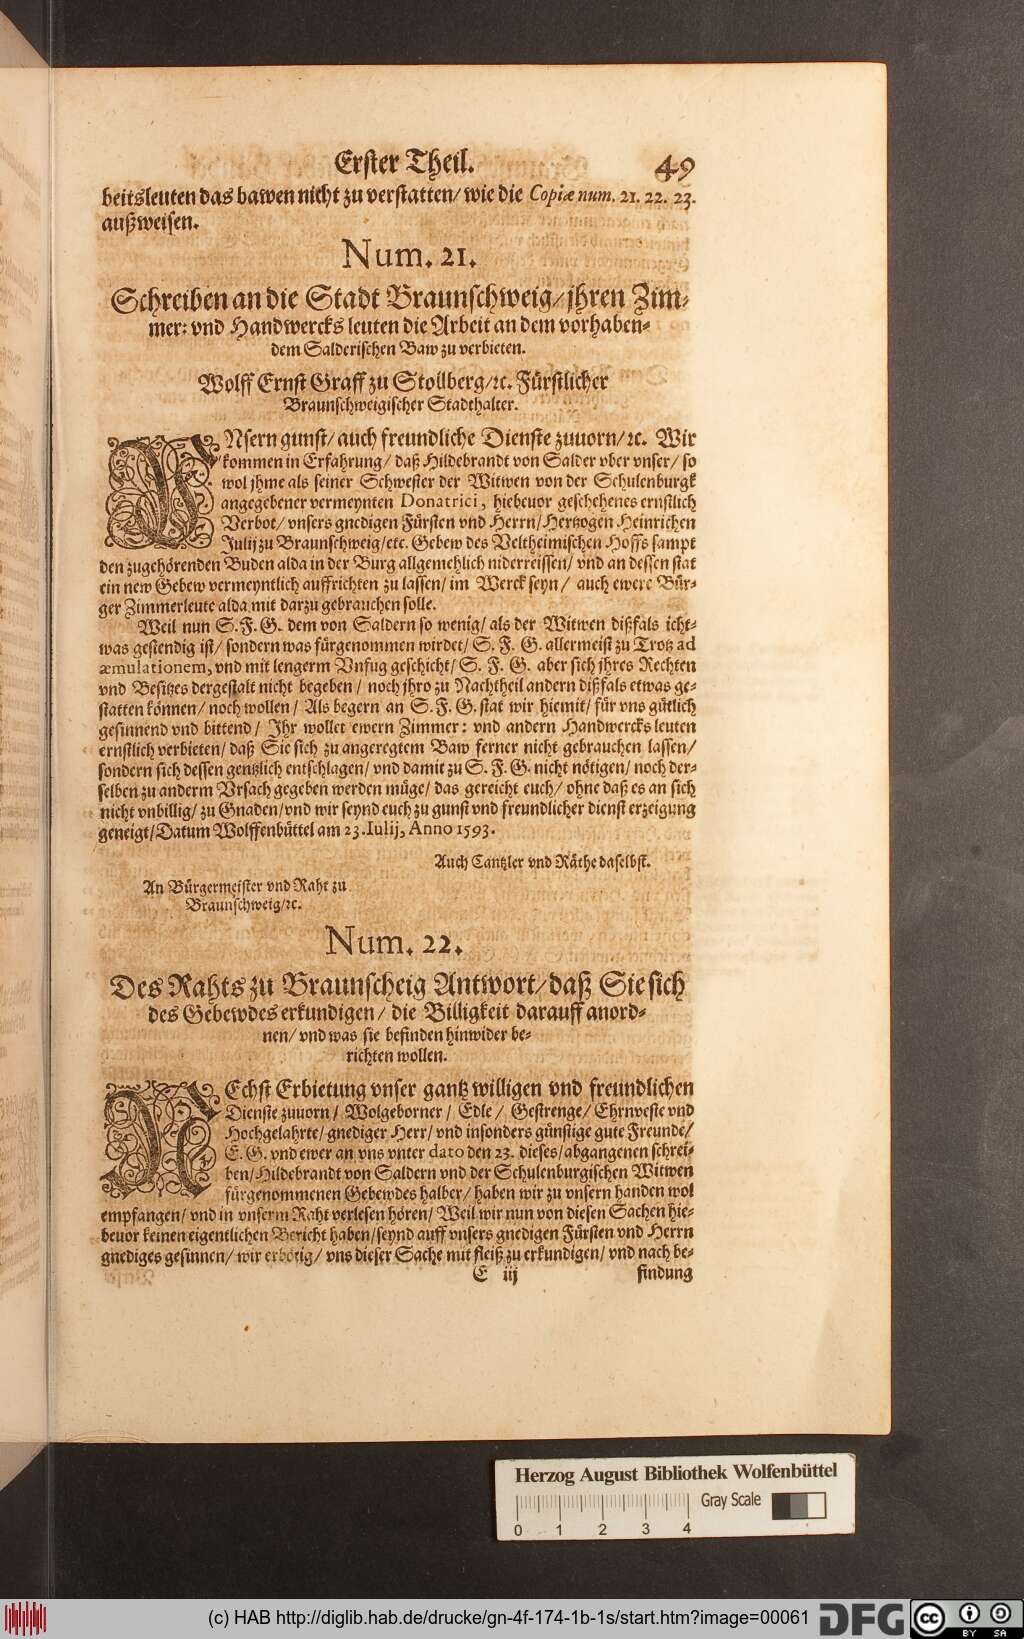 Erster Theil. 49
beitsleuten das bawen nicht zu verstatten/ wie die Copiæ num. 21. 22. 23.
außweisen.
Num. 21.
Schreiben an die Stadt Braunschweig/ jhren Zim-
mer: vnd Handwercks leuten die Arbeit an dem vorhaben-
dem Salderischen Baw zu verbieten.
Wolff Ernst Graff zu Stollberg/ ꝛc. Fürstlicher
Braunschweigischer Stadthalter.
VNsern gunst/ auch freundliche Dienste zuuorn/ ꝛc. Wir
kommen in Erfahrung/ daß Hildebrandt von Salder vber vnser/ so
wol jhme als seiner Schwester der Witwen von der Schulenburgk
angegebener vermeynten Donatrici, hiebeuor geschehenes ernstlich
Verbot/ vnsers gnedigen Fürsten vnd Herrn/ Hertzogen Heinrichen
Julij zu Braunschweig/ etc. Gebew des Veltheimischen Hoffs sampt
den zugehörenden Buden alda in der Burg allgemehlich niderreissen/ vnd an dessen stat
ein new Gebew vermeyntlich auffrichten zu lassen/ im Werck seyn/ auch ewere Bür-
ger Zimmerleute alda mit darzu gebrauchen solle.
Weil nun S. F. G. dem von Saldern so wenig/ als der Witwen dißfals icht-
was gestendig ist/ sondern was fürgenommen wirdet/ S. F. G. allermeist zu Trotz ad
æmulationem, vnd mit lengerm Vnfug geschicht/ S. F. G. aber sich jhres Rechten
vnd Besitzes dergestalt nicht begeben/ noch jhro zu Nachtheil andern dißfals etwas ge-
statten können/ noch wollen/ Als begern an S. F. G. stat wir hiemit/ für vns gütlich
gesinnend vnd bittend/ Ihr wollet ewern Zimmer: vnd andern Handwercks leuten
ernstlich verbieten/ daß Sie sich zu angeregtem Baw ferner nicht gebrauchen lassen/
sondern sich dessen gentzlich entschlagen/ vnd damit zu S. F. G. nicht nötigen/ noch der-
selben zu anderm Vrsach gegeben werden müge/ das gereicht euch/ ohne daß es an sich
nicht vnbillig/ zu Gnaden/ vnd wir seynd euch zu gunst vnd freundlicher dienst erzeigung
geneigt/ Datum Wolffenbüttel am 23. Iulij, Anno 1593.
Auch Cantzler vnd Räthe daselbst.
An Bürgermeister vnd Raht zu
Braunschweig/ ꝛc.
Num. 22.
Des Rahts zu Braunscheig Antwort/ daß Sie sich
des Gebewdes erkundigen/ die Billigkeit darauff anord-
nen/ vnd was sie befinden hinwider be-
richten wollen.
NEchst Erbietung vnser gantz willigen vnd freundlichen
Dienste zuuorn/ Wolgeborner/ Edle/ Gestrenge/ Ehrnveste vnd
Hochgelahrte/ gnediger Herr/ vnd insonders günstige gute Freunde/
E. G. vnd ewer an vns vnter dato den 23. dieses/ abgangenen schrei-
ben/ Hildebrandt von Saldern vnd der Schulenburgischen Witwen
fürgenommenen Gebewdes halber/ haben wir zu vnsern handen wol
empfangen/ vnd in vnserm Raht verlesen hören/ Weil wir nun von diesen Sachen hie-
beuor keinen eigentlichen Bericht haben/ seynd auff vnsers gnedigen Fürsten vnd Herrn
gnediges gesinnen/ wir erbötig/ vns dieser Sache mit fleiß zu erkundigen/ vnd nach be-
E iij findung
Herzog August Bibliothek Wolfenbüttel
Gray Scale
0 1 2 3 4
(c) HAB http://diglib.hab.de/drucke/gn-4f-174-1b-1s/start.htm?image=00061
DFG
cc BY SA